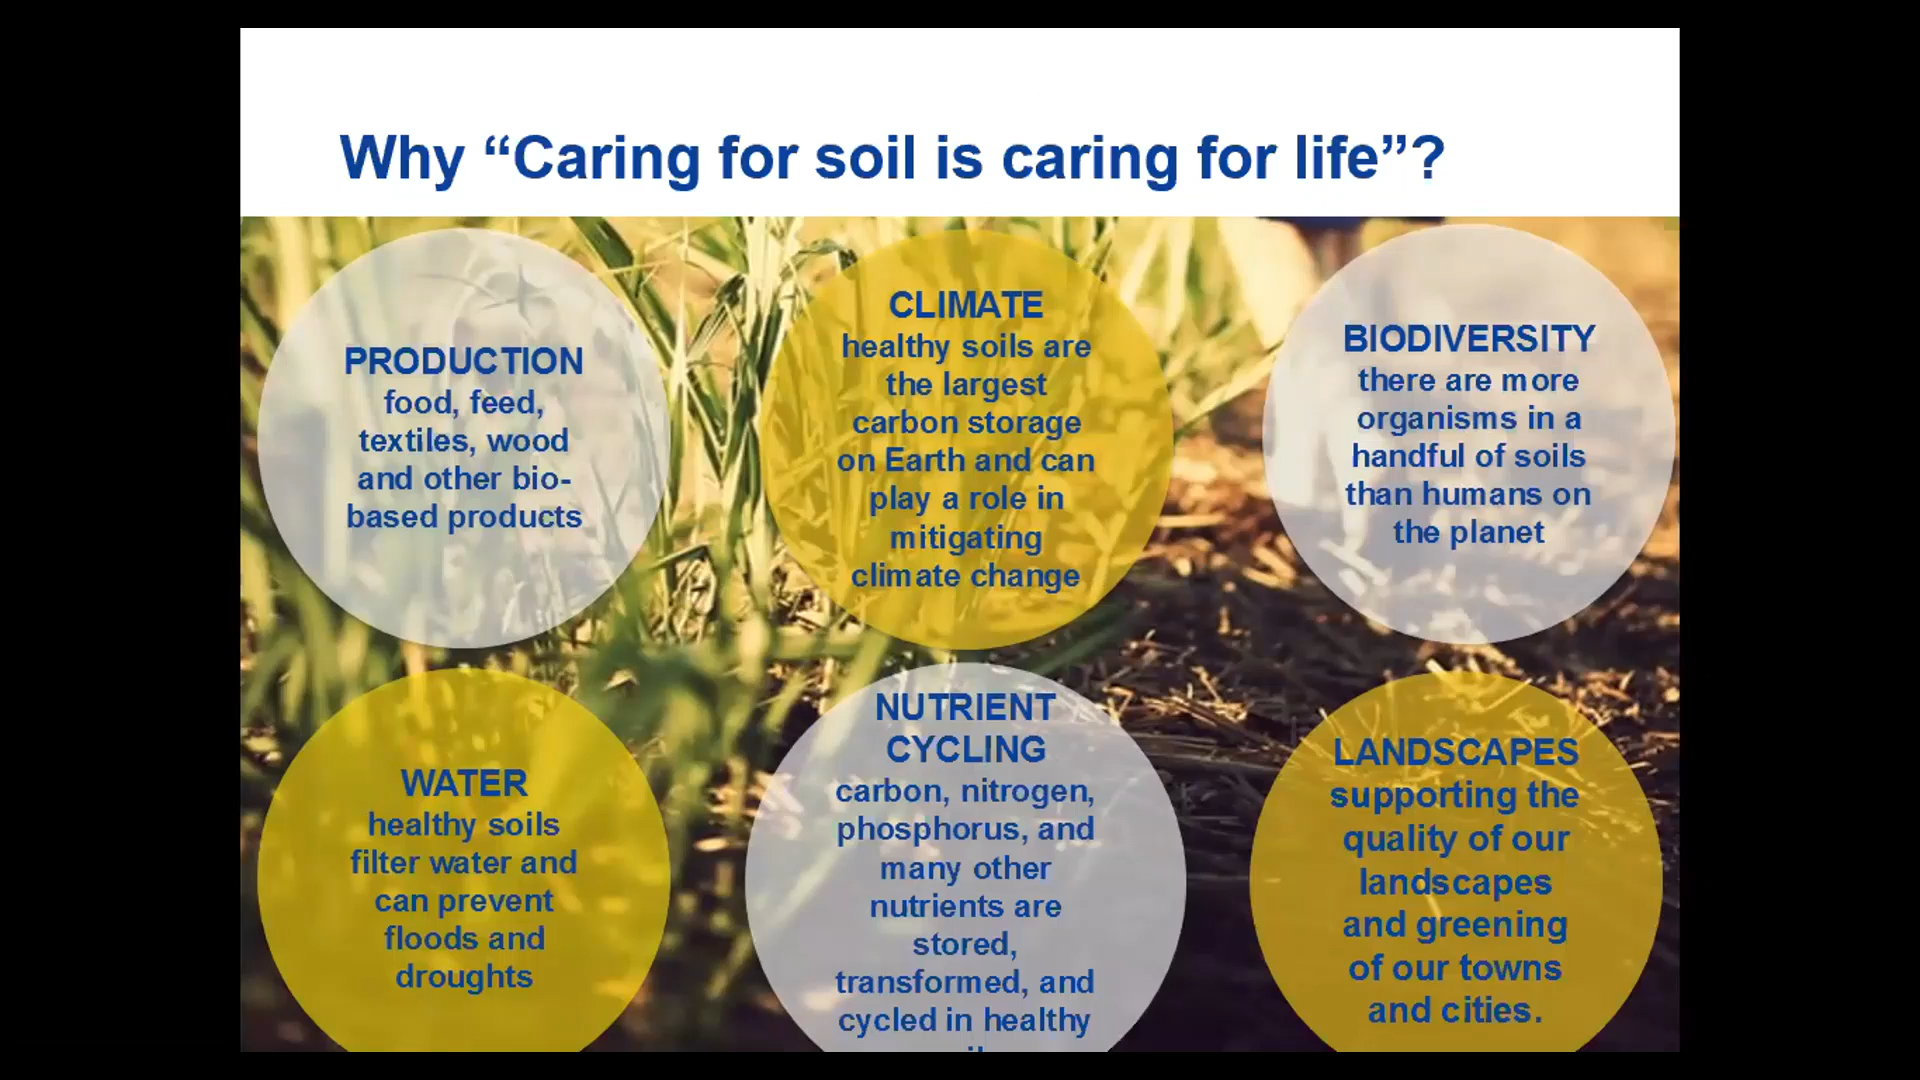 Why “Caring for soil is caring for life”?
PRODUCTION
food, feed,
textiles, wood
and other bio-
based products
CLIMATE
healthy soils are
the largest
carbon storage
on Earth and can
play a role in
mitigating
climate change
BIODIVERSITY
there are more
organisms in a
handful of soils
than humans on
the planet
WATER
healthy soils
filter water and
can prevent
floods and
droughts
NUTRIENT
CYCLING
carbon, nitrogen,
phosphorus, and
many other
nutrients are
stored,
transformed, and
cycled in healthy
LANDSCAPES
supporting the
quality of our
landscapes
and greening
of our towns
and cities.